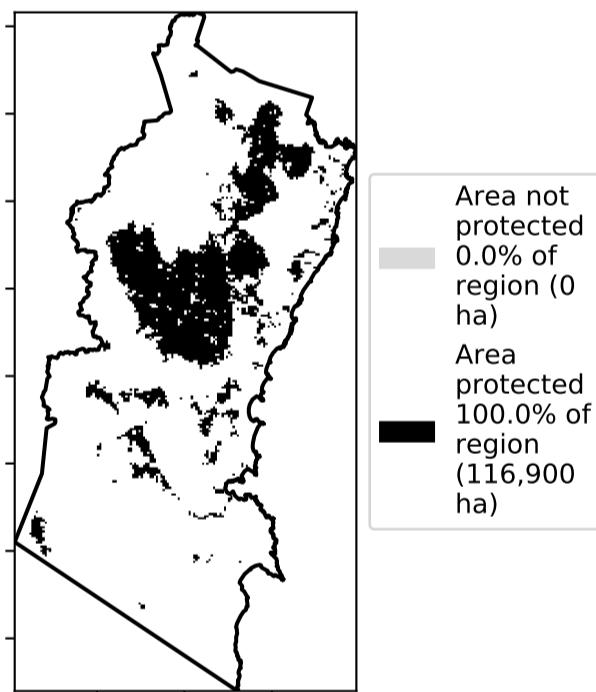 Area not
protected
0.0% of
region (0
ha)
Area
protected
100.0% of
region
(116,900
ha)